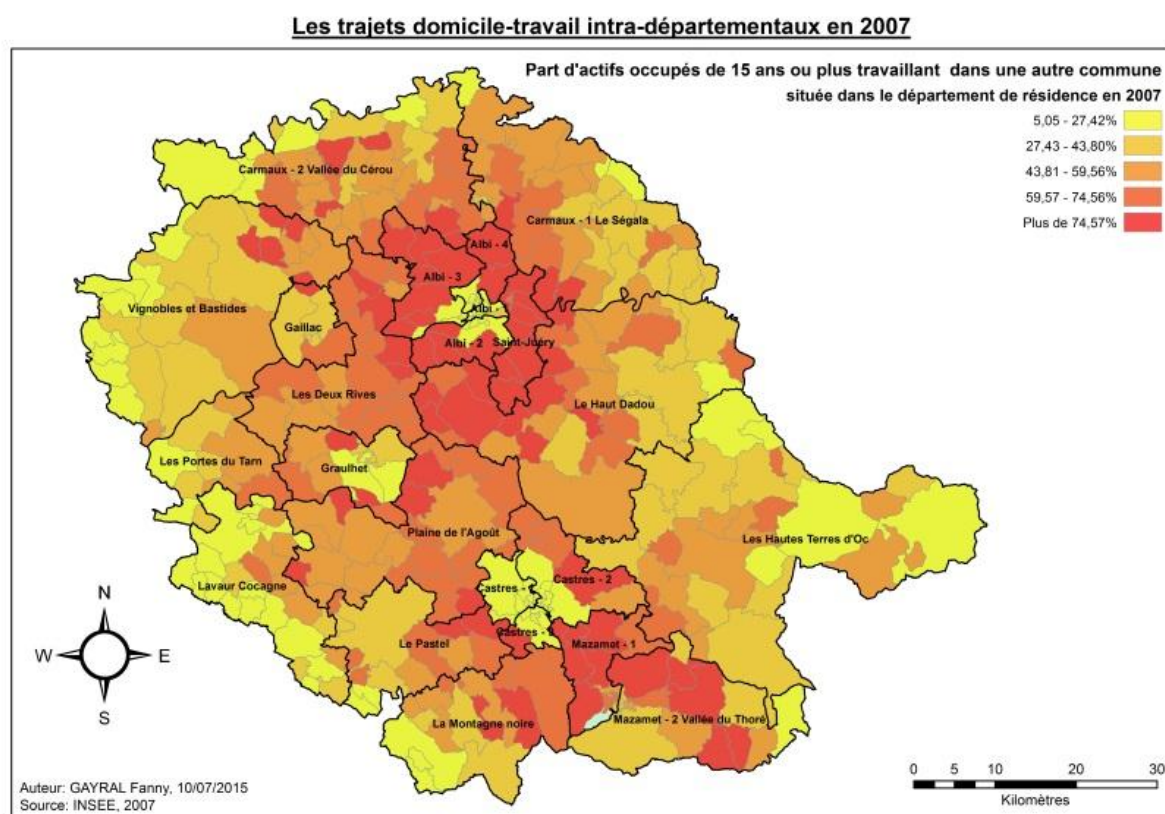 Les trajets domicile-travail intra-départementaux en 2007
Part d'actifs occupés de 15 ans ou plus travaillant dans une autre commune
située dans le département de résidence en 2007
5,05 - 27,42%
27,43 - 43,80%
43,81 - 59,56%
59,57 - 74,56%
Plus de 74,57%
Carmaux - 2 Vallée du Cérou
Carmaux - 1 Le Ségala
Albi - 4
Albi - 3
Vignobles et Bastides
Gaillac
Albi -
Albi - 2
Saint-Juéry
Les Deux Rives
Le Haut Dadou
Les Portes du Tarn
Graulhet
Plaine de l'Agoût
Les Hautes Terres d'Oc
Lavaur Cocagne
Castres -
Castres - 2
Castres -
Le Pastel
Mazamet - 1
La Montagne noire
Mazamet - 2 Vallée du Thoré
N
W
E
S
Auteur: GAYRAL Fanny, 10/07/2015
Source: INSEE, 2007
0 5 10 20 30
Kilomètres